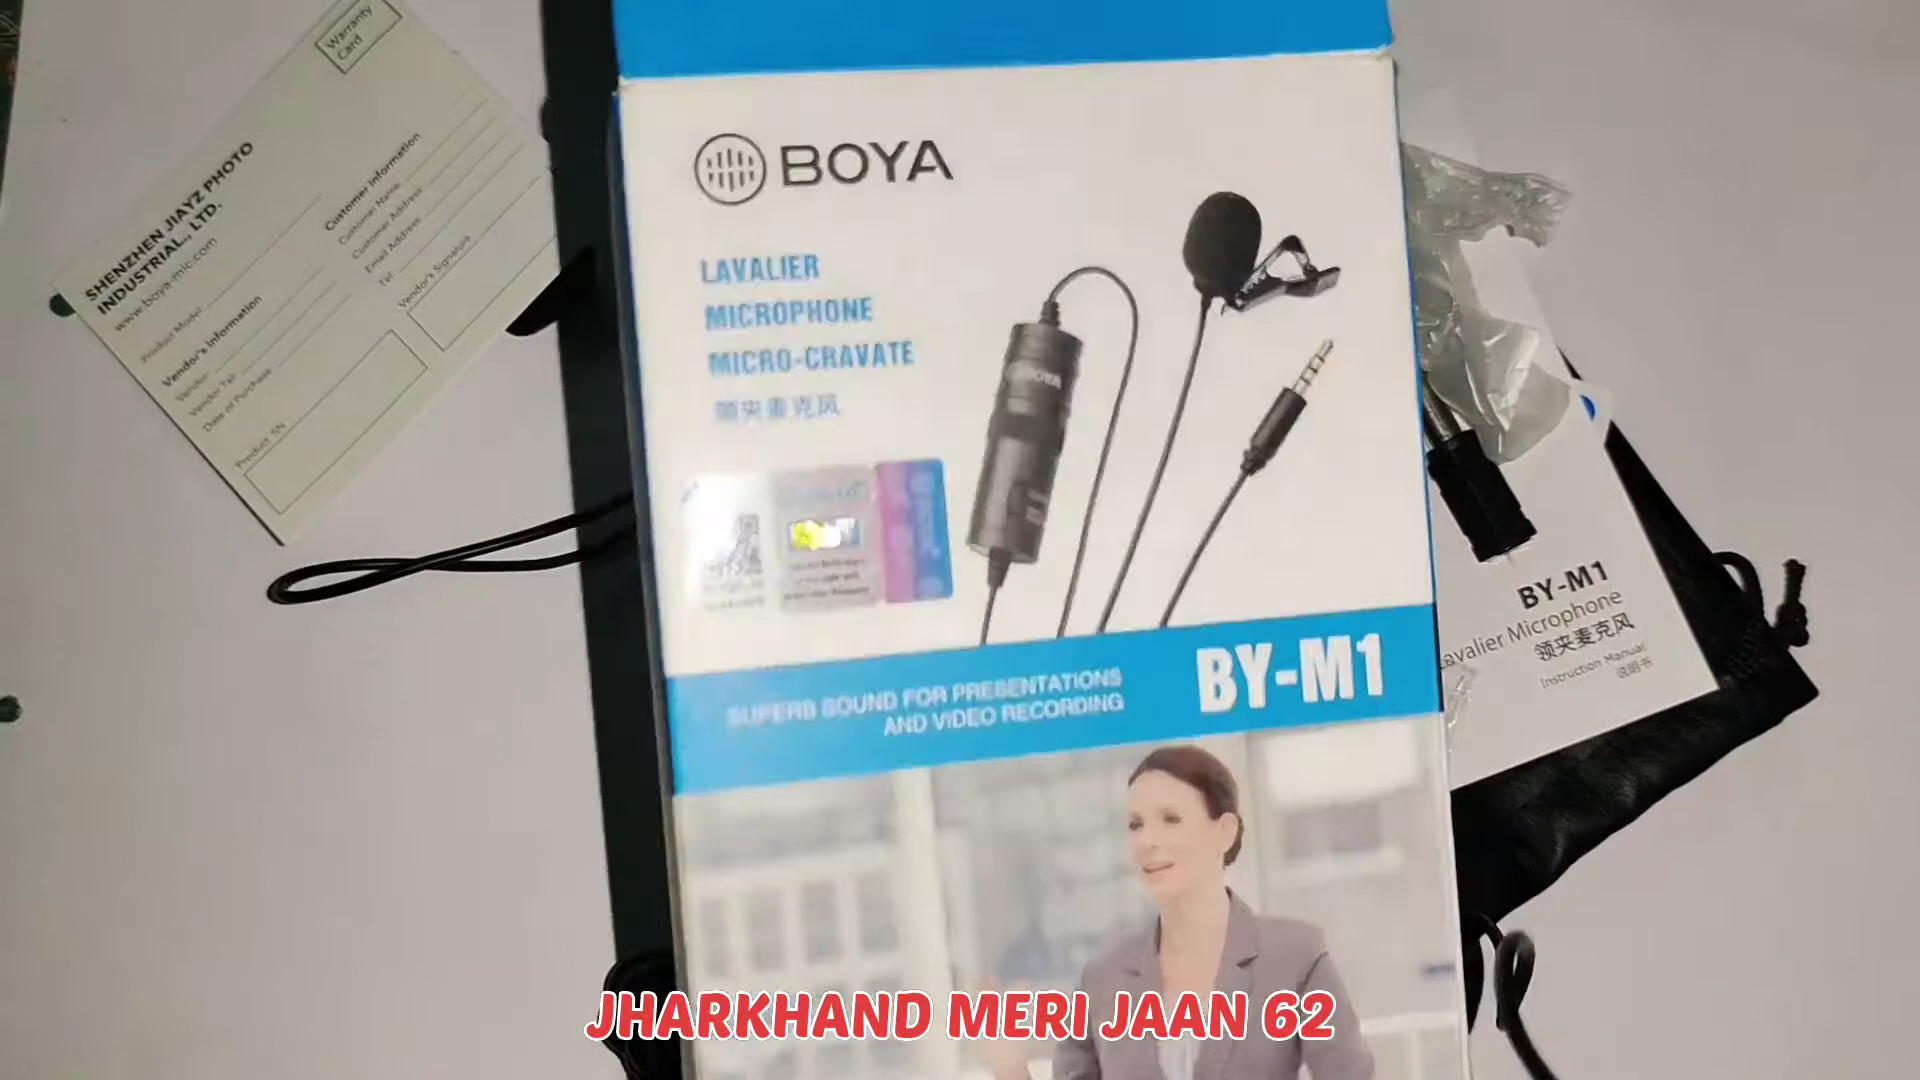 Warranty
Card
SHENZHEN JIAYZ PHOTO
INDUSTRIAL., LTD.
www.boya-mic.com
Product Model
Vendor's Information
Vendor
Vendor Tel.
Date of Purchase
Product SN
Customer Information
Customer Name
Customer Address
Email Address
Tel.
Vendor's Signature
BOYA
LAVALIER
MICROPHONE
MICRO-CRAVATE
领夹麦克风
BOYA
SUPERB SOUND FOR PRESENTATIONS
AND VIDEO RECORDING
BY-M1
BY-M1
Lavalier Microphone
领夹麦克风
Instruction Manual
说明书
JHARKHAND MERI JAAN 62